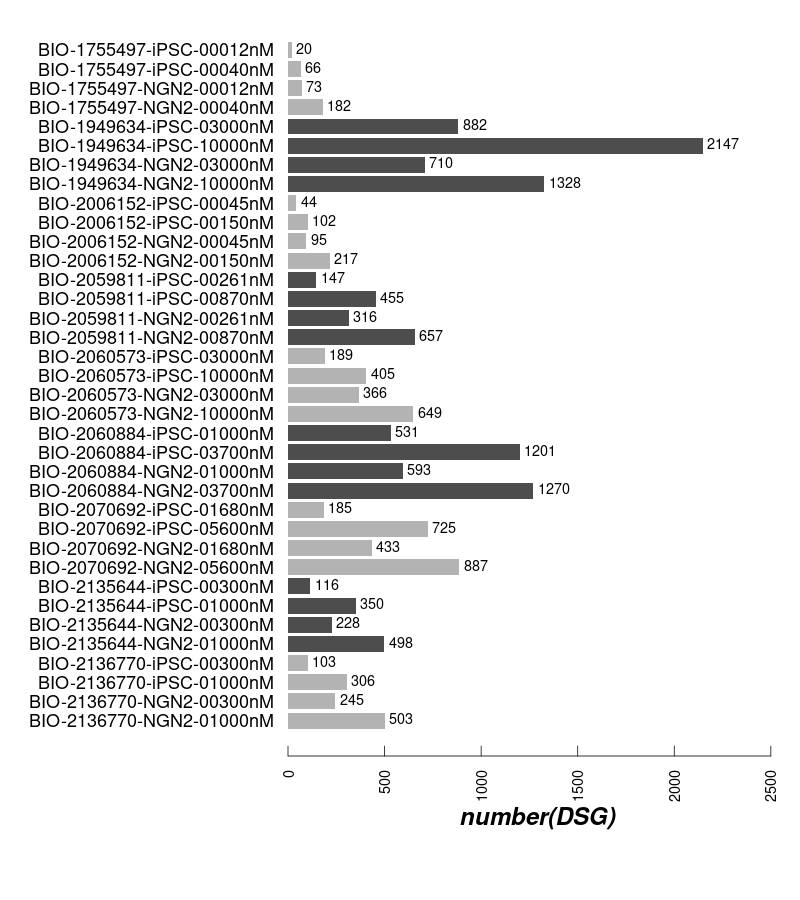 BIO-1755497-iPSC-00012nM 20
BIO-1755497-iPSC-00040nM 66
BIO-1755497-NGN2-00012nM 73
BIO-1755497-NGN2-00040nM 182
BIO-1949634-iPSC-03000nM 882
BIO-1949634-iPSC-10000nM 2147
BIO-1949634-NGN2-03000nM 710
BIO-1949634-NGN2-10000nM 1328
BIO-2006152-iPSC-00045nM 44
BIO-2006152-iPSC-00150nM 102
BIO-2006152-NGN2-00045nM 95
BIO-2006152-NGN2-00150nM 217
BIO-2059811-iPSC-00261nM 147
BIO-2059811-iPSC-00870nM 455
BIO-2059811-NGN2-00261nM 316
BIO-2059811-NGN2-00870nM 657
BIO-2060573-iPSC-03000nM 189
BIO-2060573-iPSC-10000nM 405
BIO-2060573-NGN2-03000nM 366
BIO-2060573-NGN2-10000nM 649
BIO-2060884-iPSC-01000nM 531
BIO-2060884-iPSC-03700nM 1201
BIO-2060884-NGN2-01000nM 593
BIO-2060884-NGN2-03700nM 1270
BIO-2070692-iPSC-01680nM 185
BIO-2070692-iPSC-05600nM 725
BIO-2070692-NGN2-01680nM 433
BIO-2070692-NGN2-05600nM 887
BIO-2135644-iPSC-00300nM 116
BIO-2135644-iPSC-01000nM 350
BIO-2135644-NGN2-00300nM 228
BIO-2135644-NGN2-01000nM 498
BIO-2136770-iPSC-00300nM 103
BIO-2136770-iPSC-01000nM 306
BIO-2136770-NGN2-00300nM 245
BIO-2136770-NGN2-01000nM 503
0 500 1000 1500 2000 2500
number(DSG)